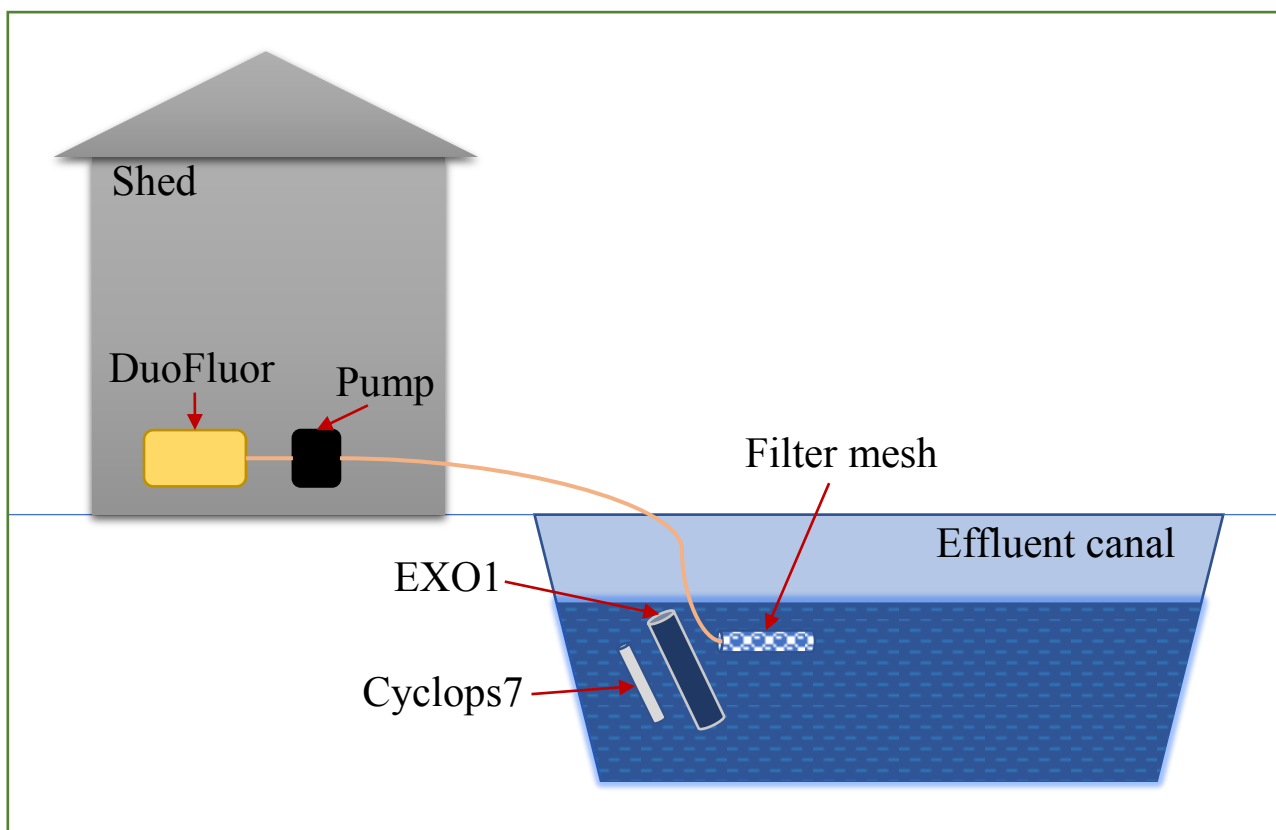 Shed
DuoFluor
Pump
Filter mesh
Effluent canal
EXO1
Cyclops7